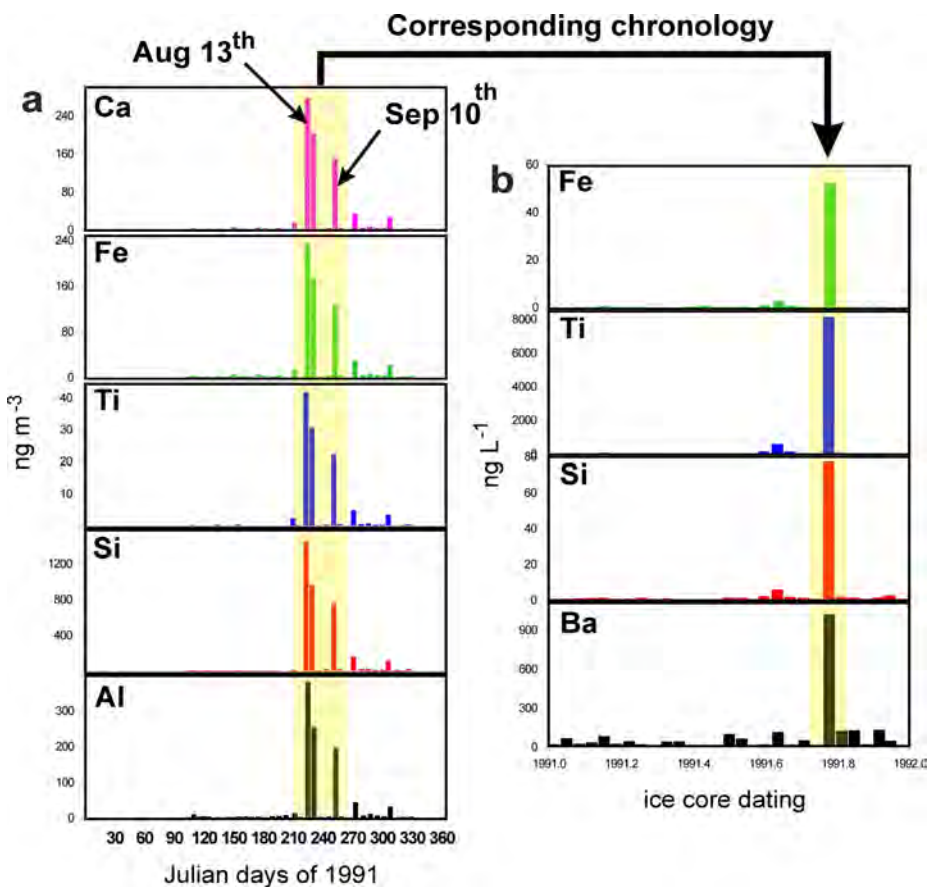 Corresponding chronology
Aug 13th
Sep 10th
a
Ca
240
160
80
0
Fe
240
160
80
0
Ti
40
30
20
10
Si
1200
800
400
Al
300
200
100
0
30 60 90 120 150 180 210 240 270 300 330 360
Julian days of 1991
ng m-3
b
Fe
60
40
20
0
Ti
8000
6000
4000
2000
0
Si
80
60
40
20
0
Ba
900
600
300
0
1991.0 1991.2 1991.4 1991.6 1991.8 1992.0
ice core dating
ng L-1